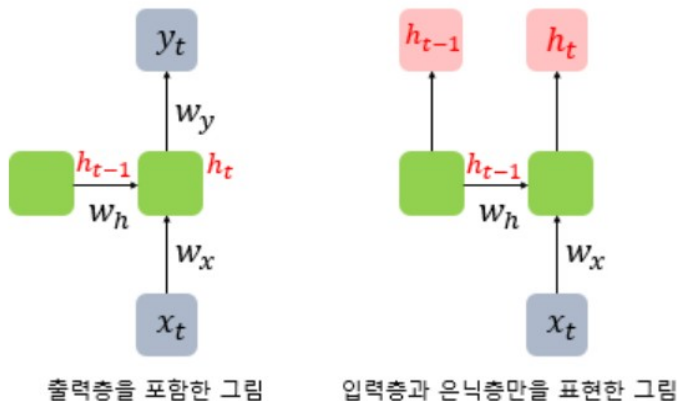 y_t
h_{t-1}
h_t
w_y
h_{t-1}
h_t
h_{t-1}
w_h
w_h
w_x
w_x
x_t
x_t
출력층을 포함한 그림
입력층과 은닉층만을 표현한 그림